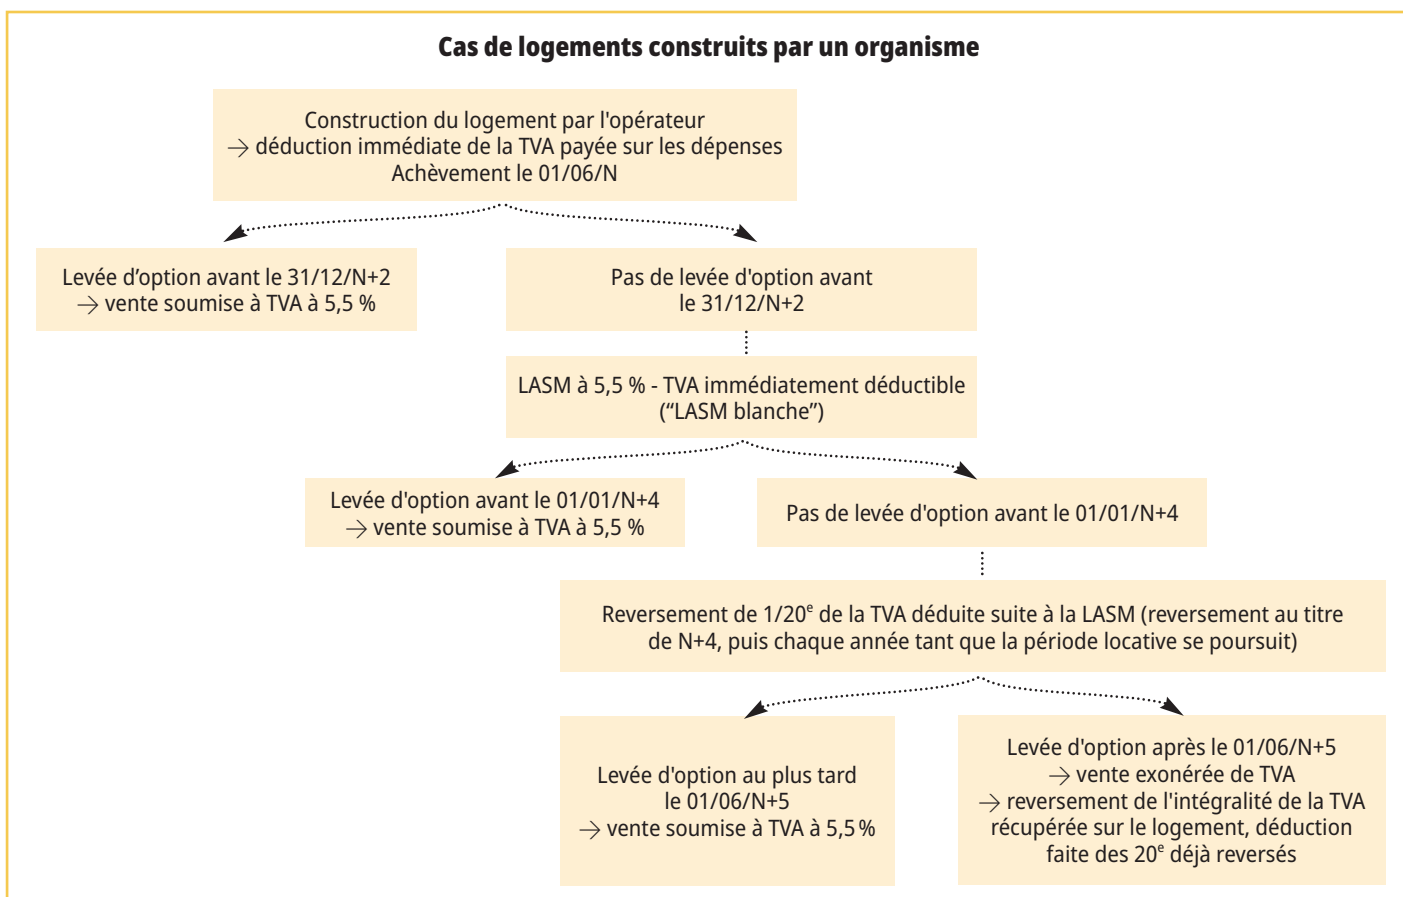 Cas de logements construits par un organisme
Construction du logement par l'opérateur
→ déduction immédiate de la TVA payée sur les dépenses
Achèvement le 01/06/N
Levée d’option avant le 31/12/N+2
→ vente soumise à TVA à 5,5 %
Pas de levée d'option avant
le 31/12/N+2
LASM à 5,5 % - TVA immédiatement déductible
(“LASM blanche”)
Levée d'option avant le 01/01/N+4
→ vente soumise à TVA à 5,5 %
Pas de levée d'option avant le 01/01/N+4
Reversement de 1/20e de la TVA déduite suite à la LASM (reversement au titre
de N+4, puis chaque année tant que la période locative se poursuit)
Levée d'option au plus tard
le 01/06/N+5
→ vente soumise à TVA à 5,5 %
Levée d'option après le 01/06/N+5
→ vente exonérée de TVA
→ reversement de l'intégralité de la TVA
récupérée sur le logement, déduction
faite des 20e déjà reversés